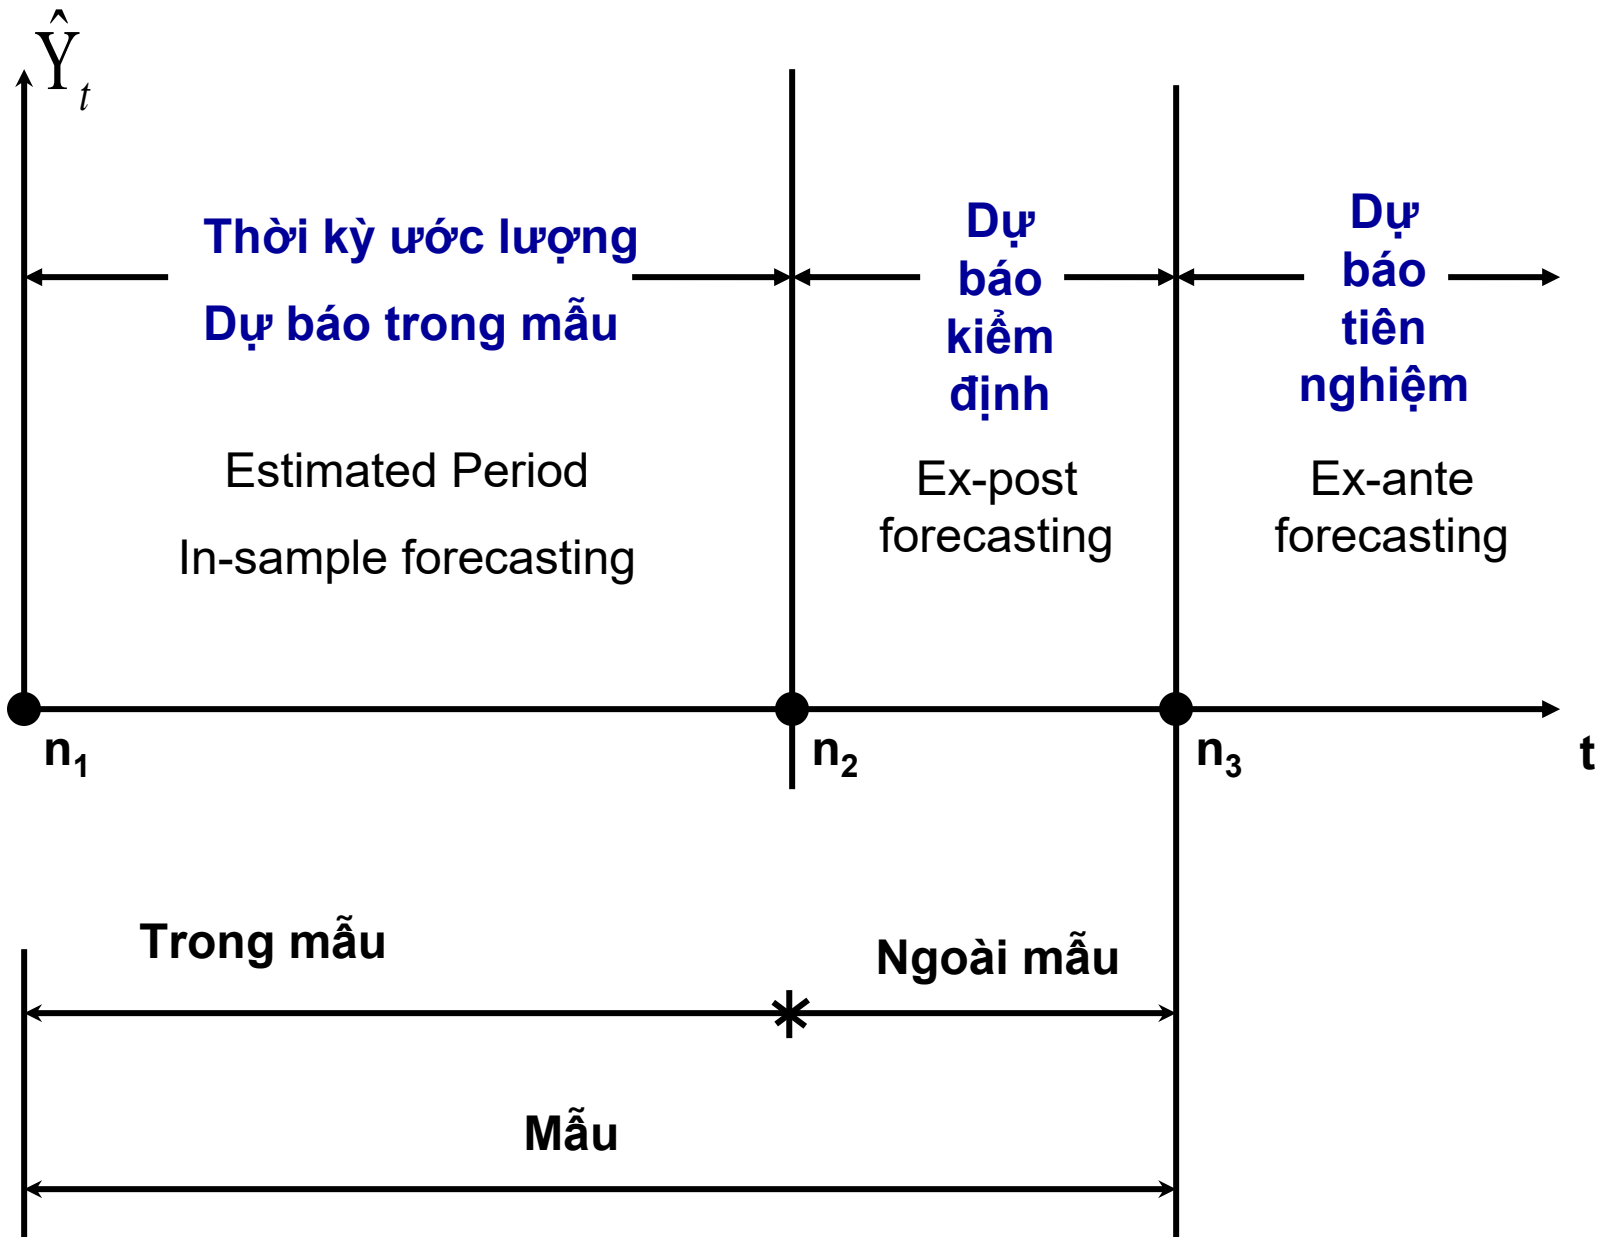 Ŷt
Thời kỳ ước lượng
Dự báo trong mẫu
Estimated Period
In-sample forecasting
Dự
báo
kiểm
định
Ex-post
forecasting
Dự
báo
tiên
nghiệm
Ex-ante
forecasting
n1
n2
n3
t
Trong mẫu
Ngoài mẫu
Mẫu